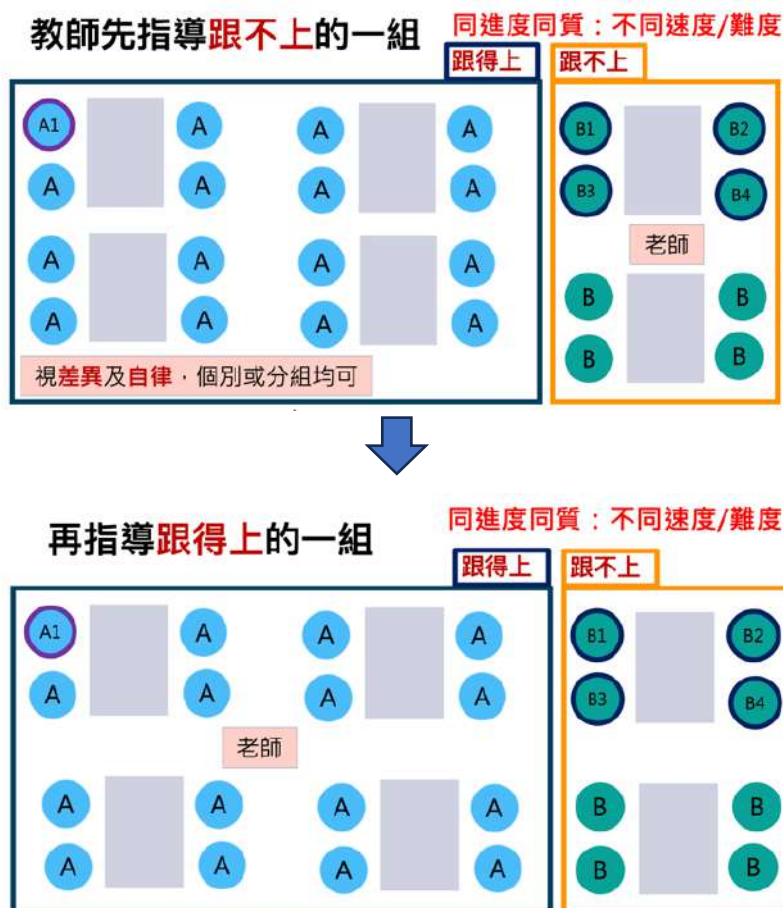 教師先指導跟不上的一組
同進度同質：不同速度/難度
跟得上
跟不上
A1 A A A B1 B2
A A A A B3 B4
老師
A A A A B B
A A A A B B
視差異及自律，個別或分組均可
再指導跟得上的一組
同進度同質：不同速度/難度
跟得上
跟不上
A1 A A A B1 B2
A A A A B3 B4
老師
A A A A B B
A A A A B B